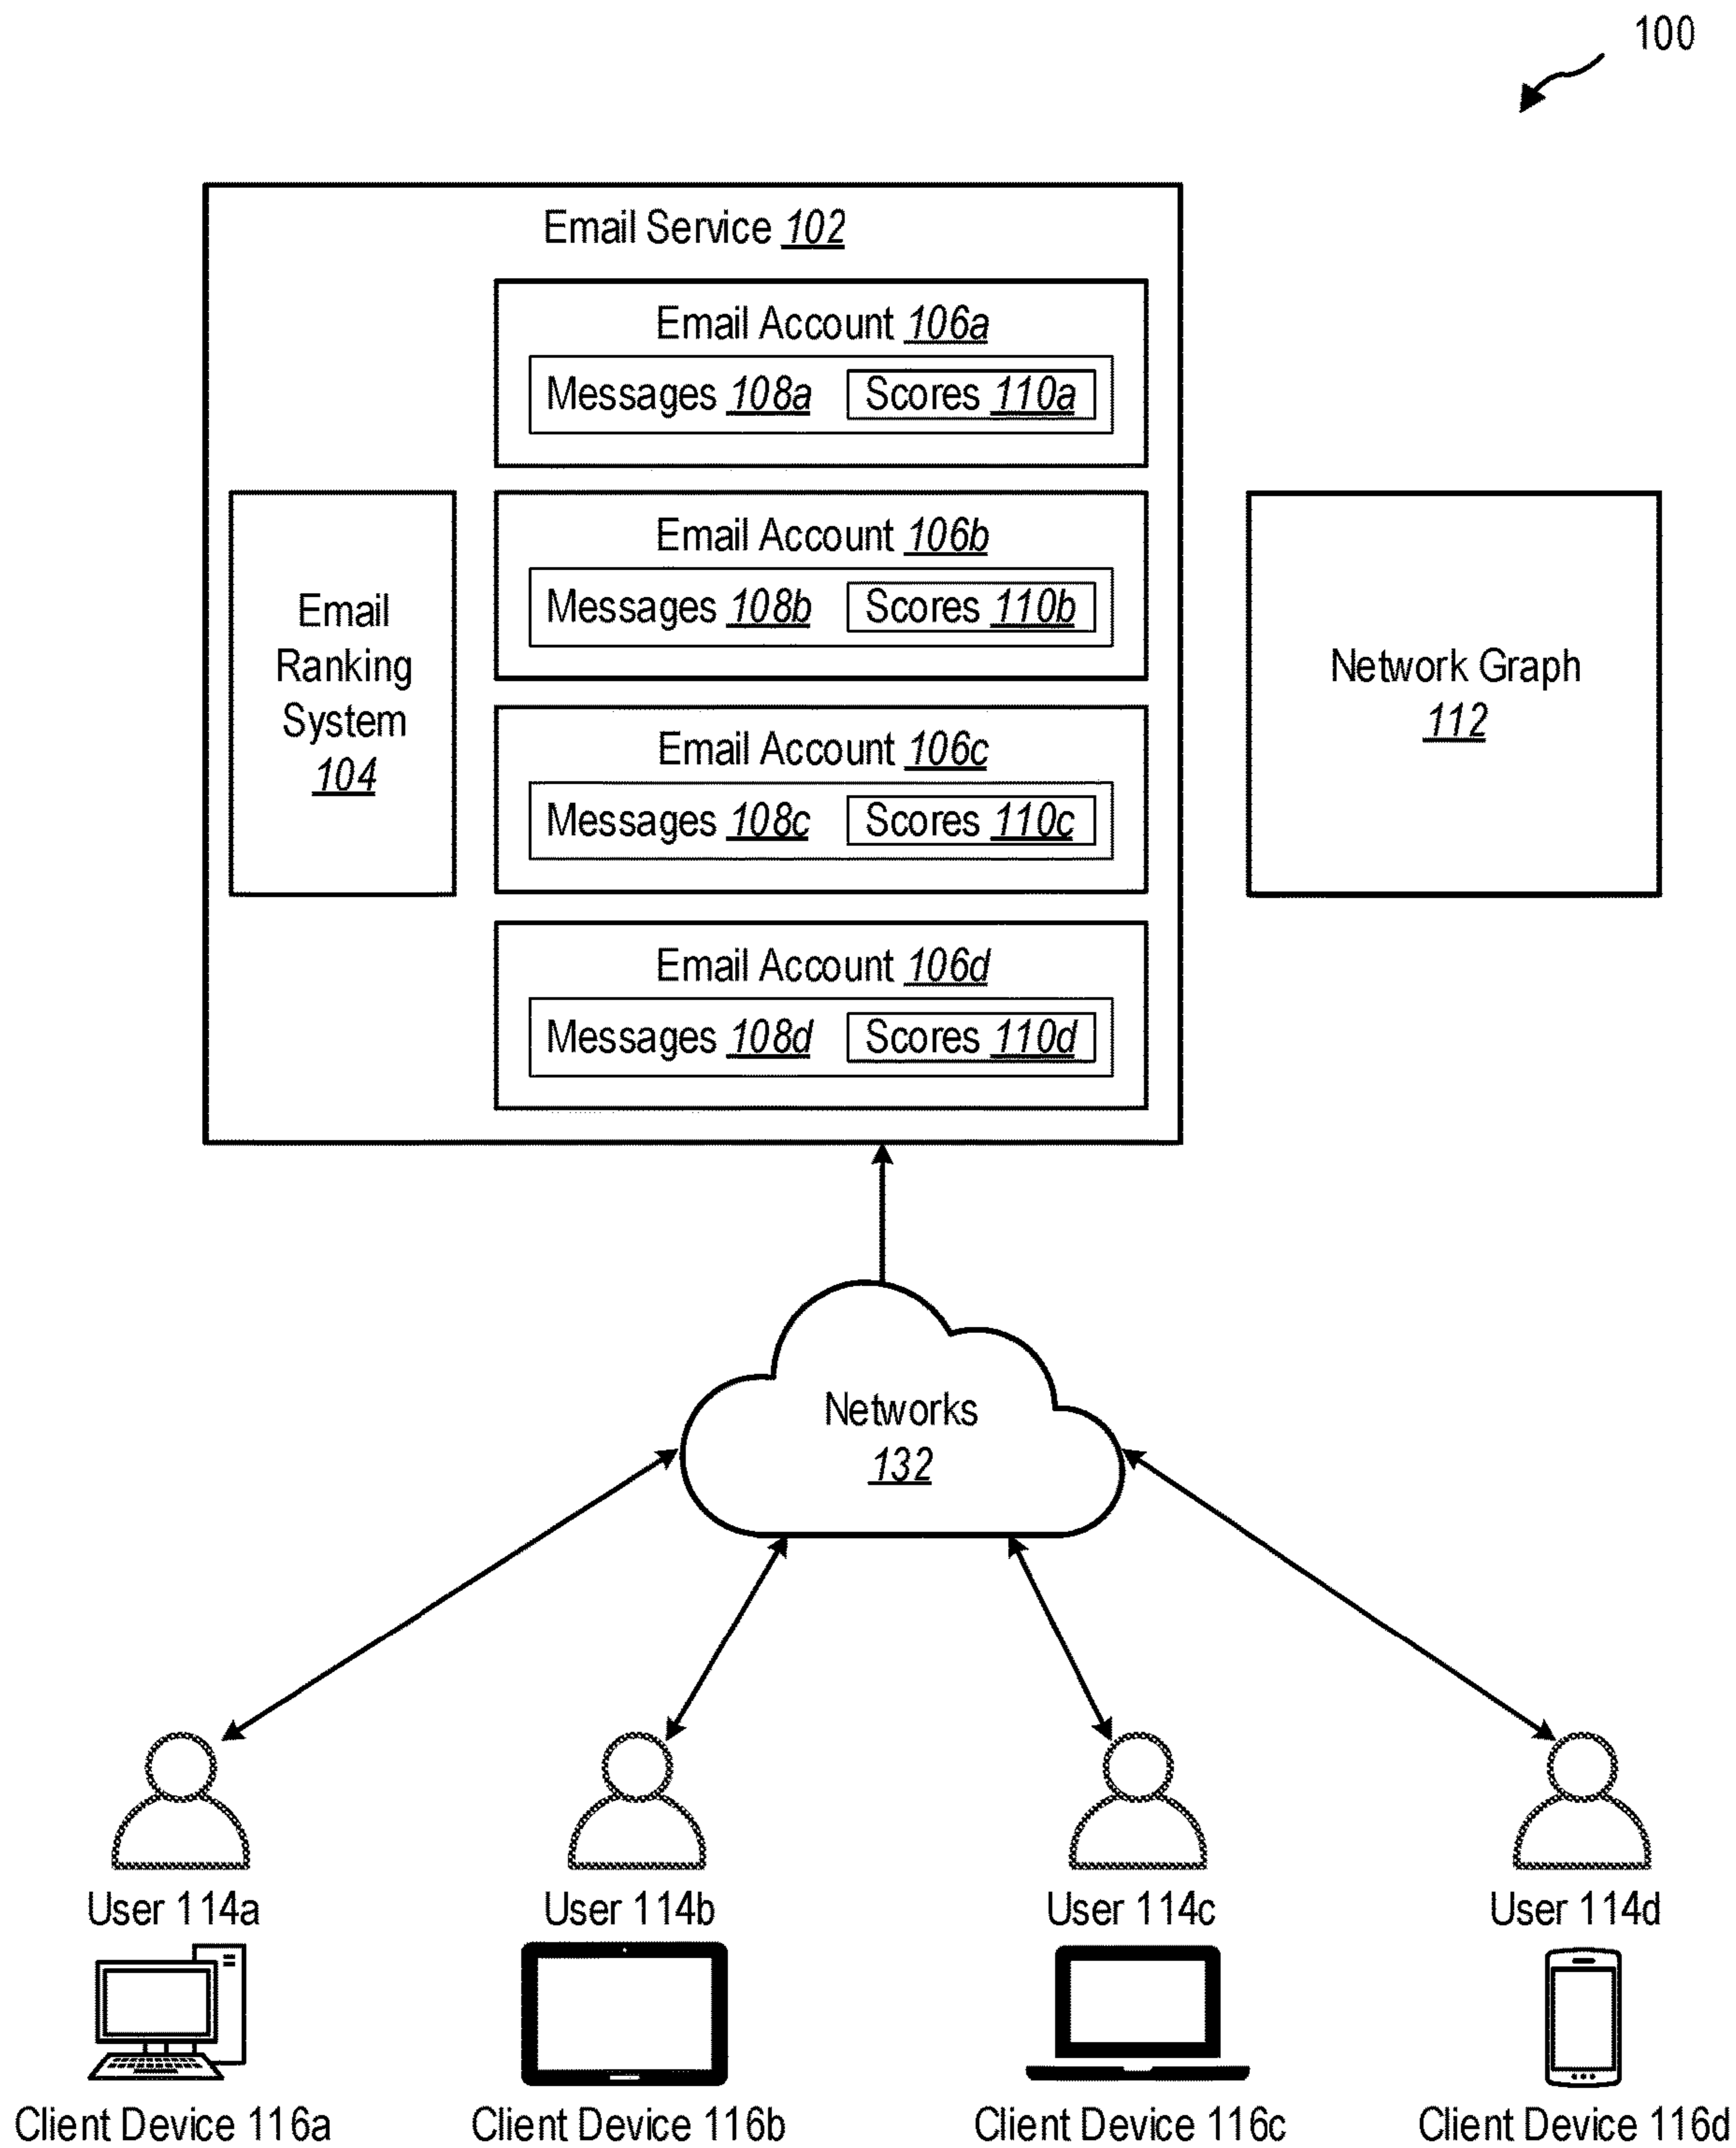 100
Email Service 102
Email Account 106a
Messages 108a Scores 110a
Email Account 106b
Messages 108b Scores 110b
Email
Ranking
System
104
Network Graph
112
Email Account 106c
Messages 108c Scores 110c
Email Account 106d
Messages 108d Scores 110d
Networks
132
User 114a
User 114b
User 114c
User 114d
Client Device 116a
Client Device 116b
Client Device 116c
Client Device 116d